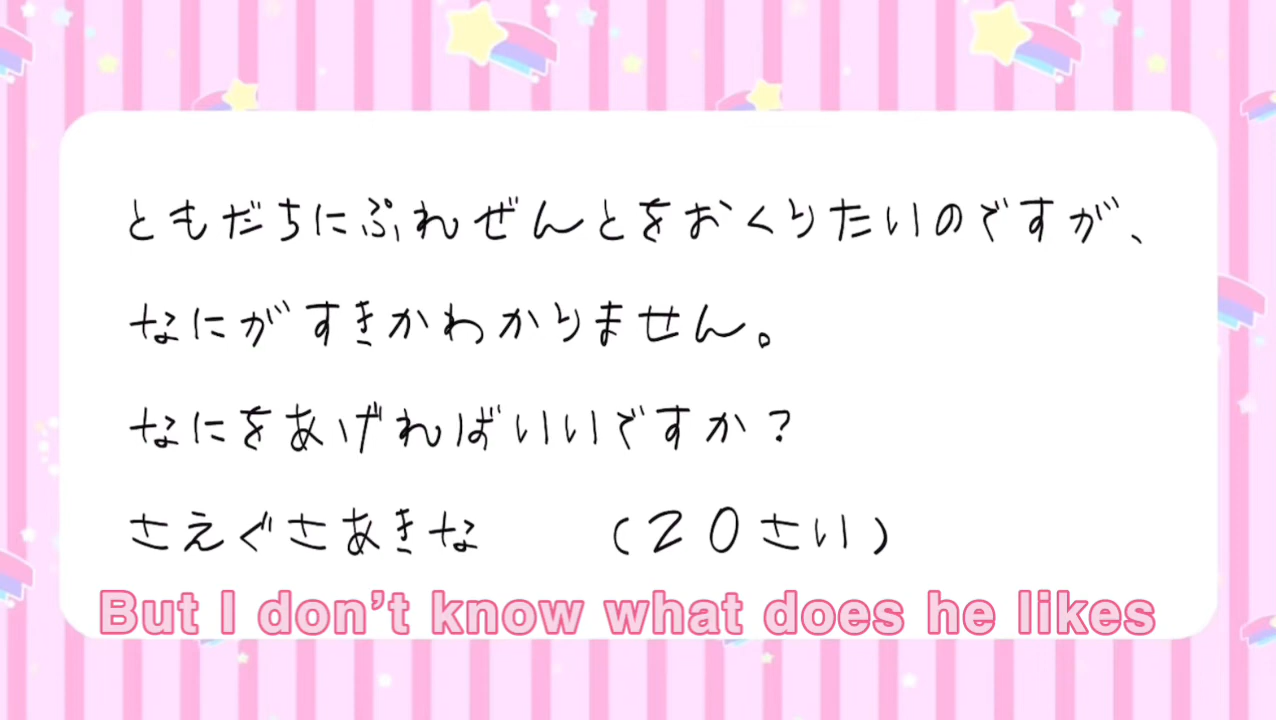 ともだちにぷれぜんとをおくりたいのですが、
なにがすきかわかりません。
なにをあげればいいですか?
さえぐさあきな (20さい)
But I don't know what does he likes